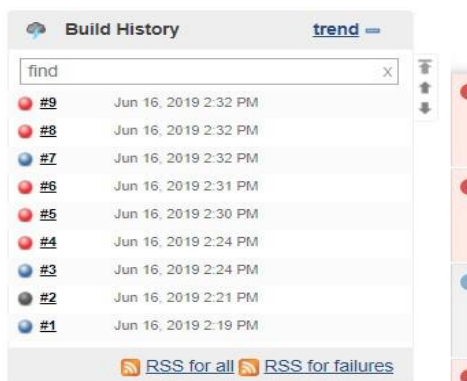 Build History trend
find x
#9 Jun 16, 2019 2:32 PM
#8 Jun 16, 2019 2:32 PM
#7 Jun 16, 2019 2:32 PM
#6 Jun 16, 2019 2:31 PM
#5 Jun 16, 2019 2:30 PM
#4 Jun 16, 2019 2:24 PM
#3 Jun 16, 2019 2:24 PM
#2 Jun 16, 2019 2:21 PM
#1 Jun 16, 2019 2:19 PM
RSS for all RSS for failures